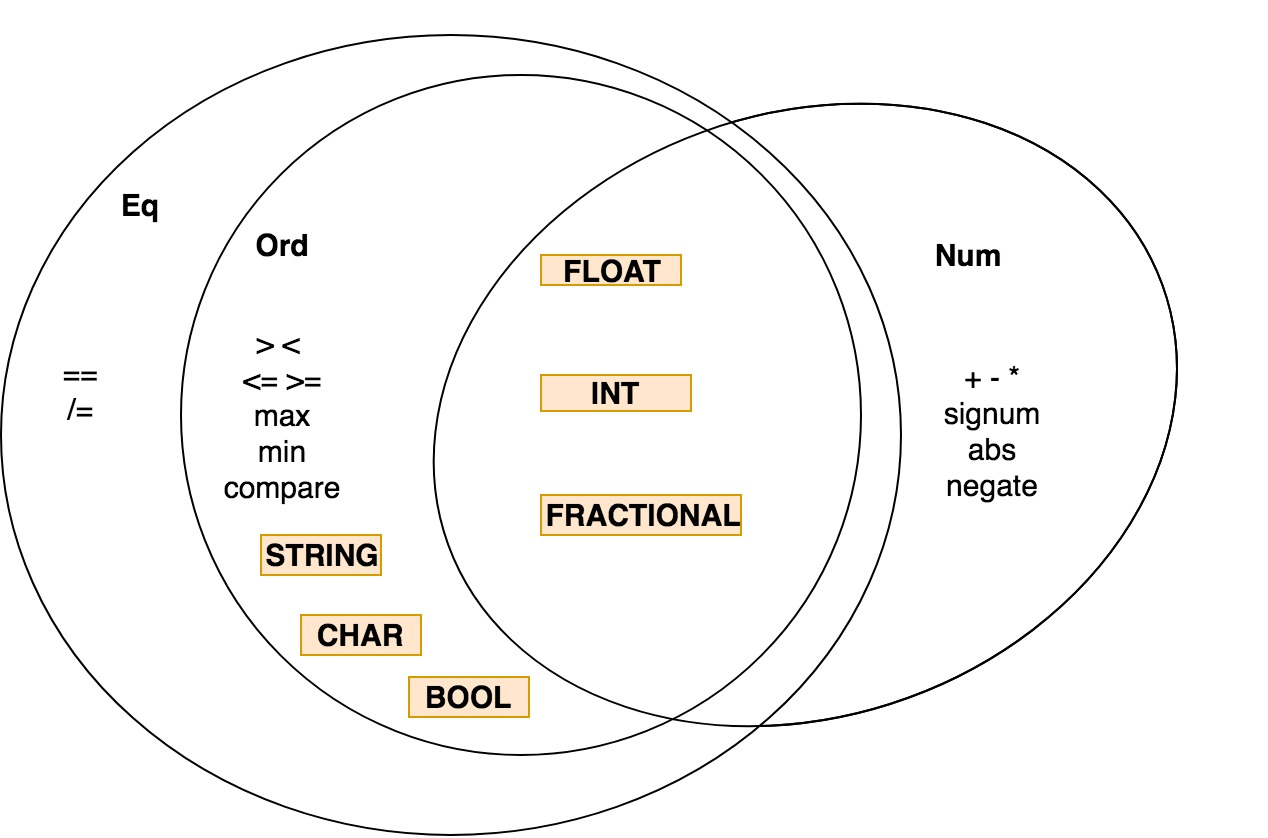 Eq
==
/=
Ord
> <
<= >=
max
min
compare
STRING
CHAR
BOOL
FLOAT
INT
FRACTIONAL
Num
+ - *
signum
abs
negate